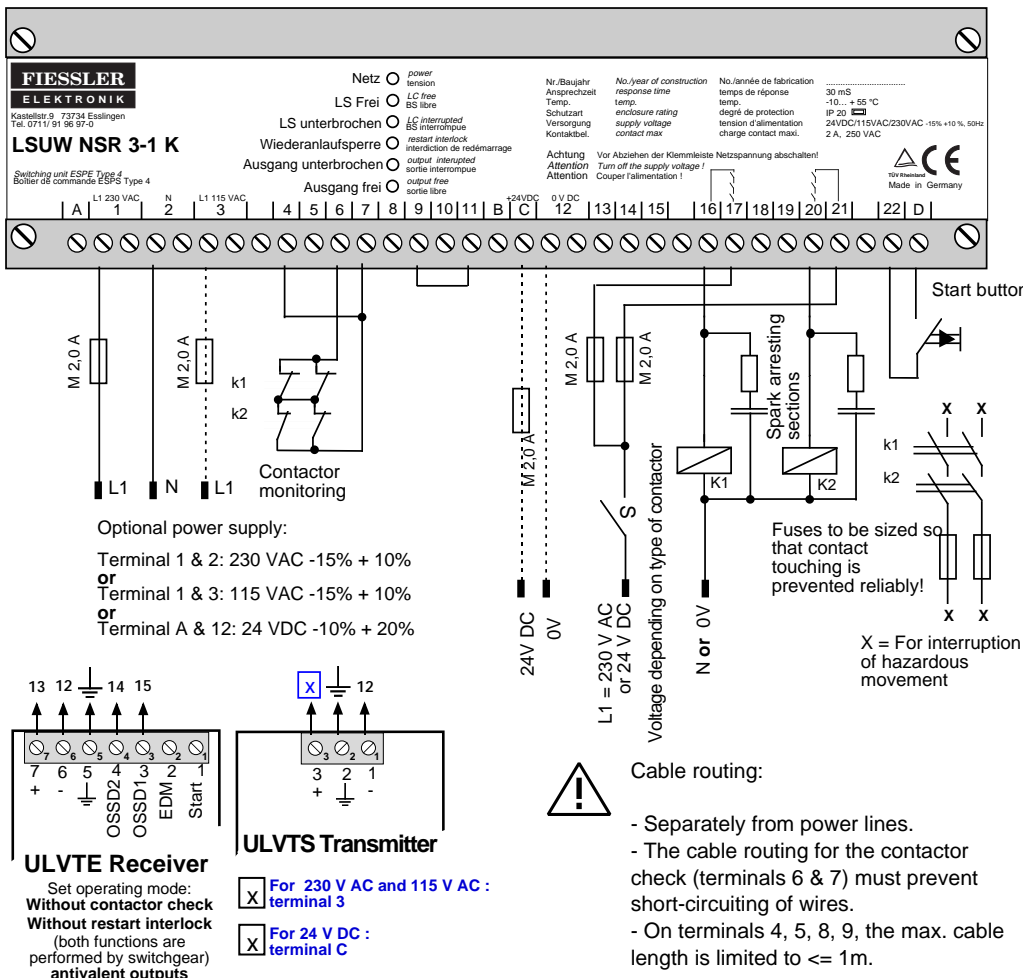 FIESSLER
ELEKTRONIK
Kastellstr.9 73734 Esslingen
Tel. 0711/ 91 96 97-0
LSUW NSR 3-1 K
Switching unit ESPE Type 4
Boîtier de commande ESPS Type 4
Netz power
tension
LS Frei LC free
BS libre
LS unterbrochen LC interrupted
BS interrompue
Wiederanlaufsperre restart interlock
interdiction de redémarrage
Ausgang unterbrochen output interupted
sortie interrompue
Ausgang frei output free
sortie libre
Nr./Baujahr No./year of construction No./année de fabrication ..............................
Ansprechzeit response time temps de réponse 30 mS
Temp. temp. temp. -10... + 55 °C
Schutzart enclosure rating degré de protection IP 20
Versorgung supply voltage tension d'alimentation 24VDC/115VAC/230VAC -15% +10 %, 50Hz
Kontaktbel. contact max charge contact maxi. 2 A, 250 VAC
Achtung Vor Abziehen der Klemmleiste Netzspannung abschalten!
Attention Turn off the supply voltage !
Attention Couper l'alimentation !
TÜV Rheinland
CE
Made in Germany
L1 230 VAC N L1 115 VAC +24VDC 0 V DC
A 1 2 3 4 5 6 7 8 9 10 11 B C 12 13 14 15 16 17 18 19 20 21 22 D
Start button
M 2,0 A
M 2,0 A
M 2,0 A
M 2,0 A
M 2,0 A
k1
k2
Contactor
monitoring
L1 N L1
S
Spark arresting
sections
K1
K2
X X
k1
k2
X X
Fuses to be sized so
that contact
touching is
prevented reliably!
X = For interruption
of hazardous
movement
24V DC
0V
L1 = 230 V AC
or 24 V DC
Voltage depending on type of contactor
N or 0V
Optional power supply:
Terminal 1 & 2: 230 VAC -15% + 10%
or
Terminal 1 & 3: 115 VAC -15% + 10%
or
Terminal A & 12: 24 VDC -10% + 20%
13 12 14 15
7 6 5 4 3 2 1
7 6 5 4 3 2 1
+ - OSSD2 OSSD1 EDM Start
ULVTE Receiver
Set operating mode:
Without contactor check
Without restart interlock
(both functions are
performed by switchgear)
antivalent outputs
X 12
3 2 1
3 2 1
+ -
ULVTS Transmitter
X For 230 V AC and 115 V AC :
terminal 3
X For 24 V DC :
terminal C
!
Cable routing:
- Separately from power lines.
- The cable routing for the contactor
check (terminals 6 & 7) must prevent
short-circuiting of wires.
- On terminals 4, 5, 8, 9, the max. cable
length is limited to <= 1m.